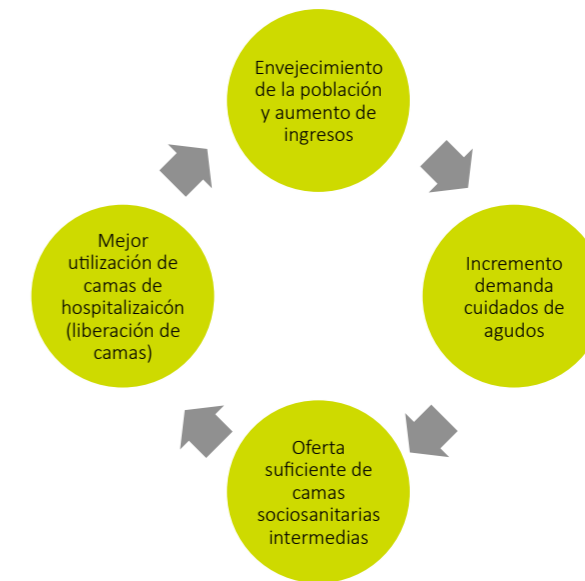 Envejecimiento
de la población
y aumento de
ingresos
Incremento
demanda
cuidados de
agudos
Oferta
suficiente de
camas
sociosanitarias
intermedias
Mejor
utilización de
camas de
hospitalizaicón
(liberación de
camas)